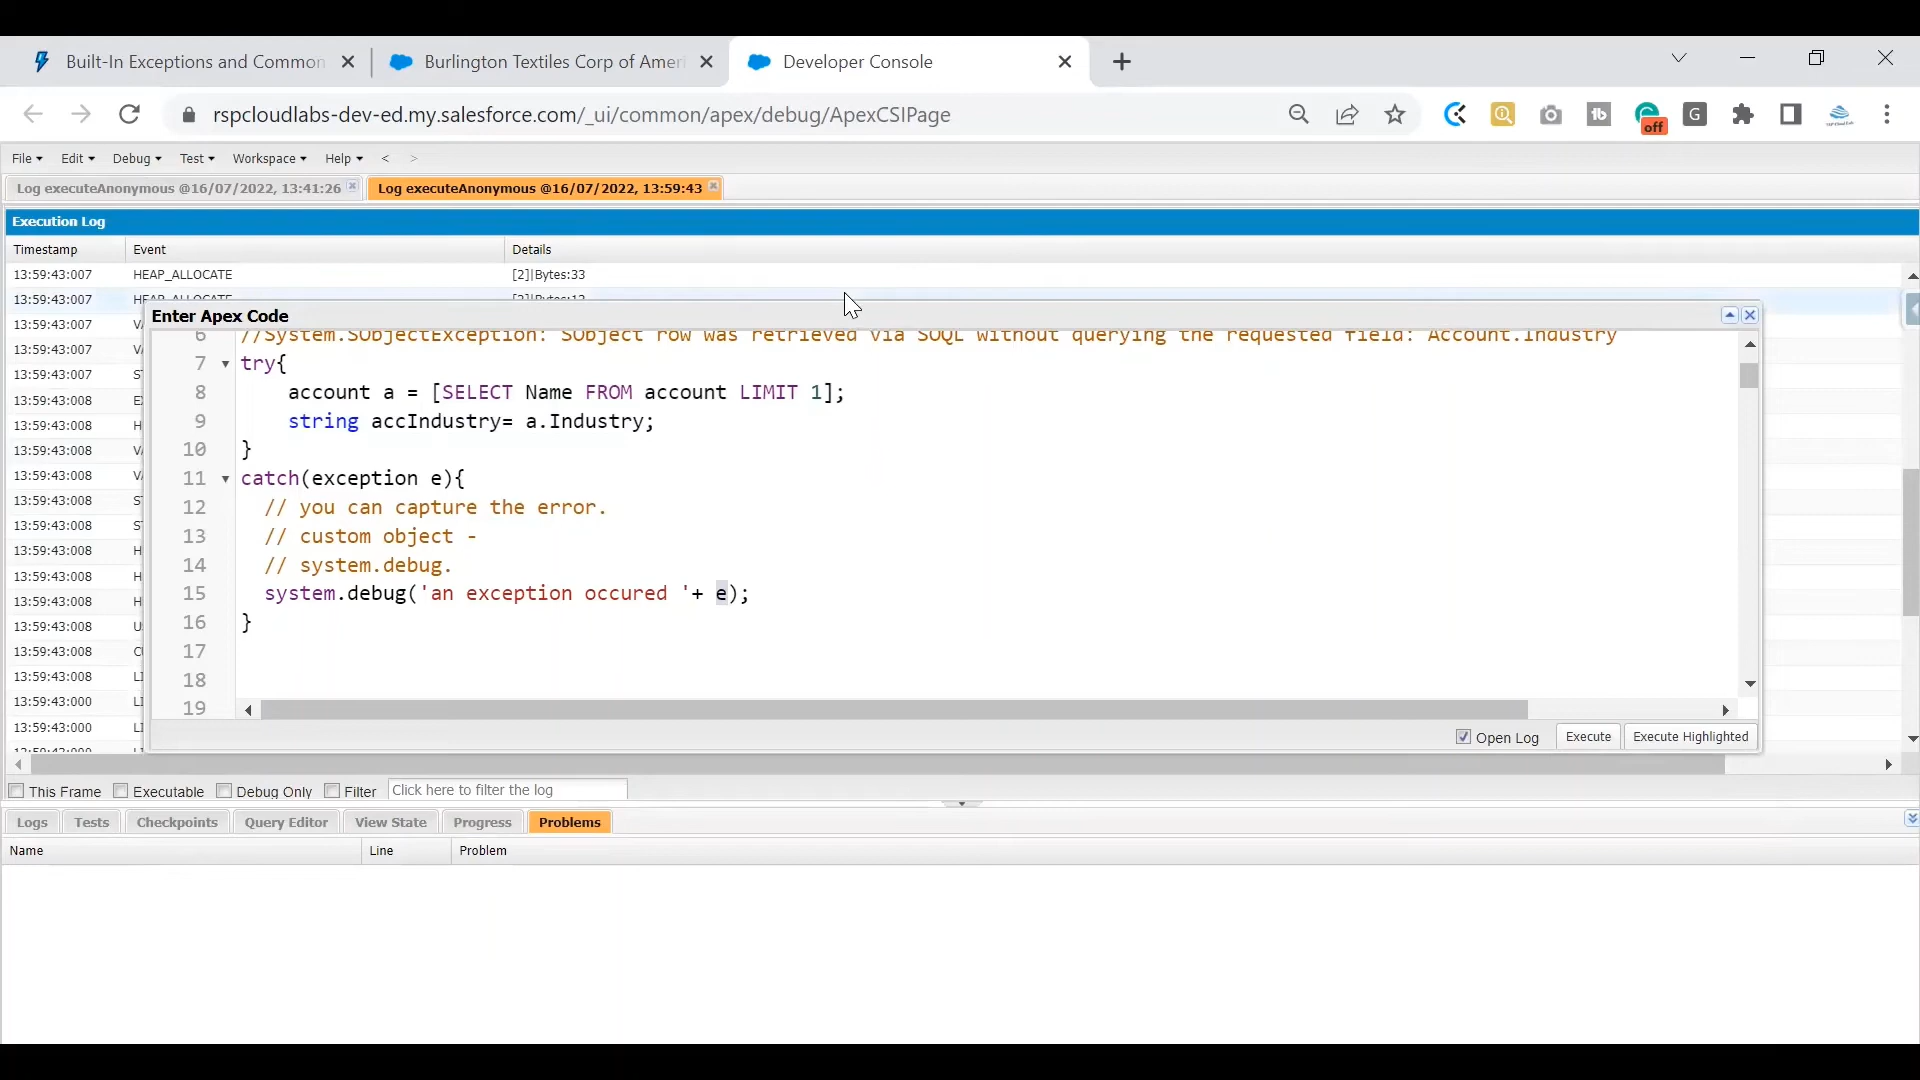 Built-In Exceptions and Common
Burlington Textiles Corp of Ameri
Developer Console
rspcloudlabs-dev-ed.my.salesforce.com/_ui/common/apex/debug/ApexCSIPage
off
File Edit Debug Test Workspace Help < >
Log executeAnonymous @16/07/2022, 13:41:26
Log executeAnonymous @16/07/2022, 13:59:43
Execution Log
Timestamp Event Details
13:59:43:007 HEAP_ALLOCATE [2]|Bytes:33
13:59:43:007 HEAP_ALLOCATE [2]|Bytes:12
13:59:43:007
13:59:43:007
13:59:43:007
13:59:43:008
13:59:43:008
13:59:43:008
13:59:43:008
13:59:43:008
13:59:43:008
13:59:43:008
13:59:43:008
13:59:43:008
13:59:43:008
13:59:43:008
13:59:43:008
13:59:43:000
13:59:43:000
13:59:43:000
Enter Apex Code
6 //System.SObjectException: SObject row was retrieved via SOQL without querying the requested field: Account.Industry
7 try{
8 account a = [SELECT Name FROM account LIMIT 1];
9 string accIndustry= a.Industry;
10 }
11 catch(exception e){
12 // you can capture the error.
13 // custom object -
14 // system.debug.
15 system.debug('an exception occured '+ e);
16 }
17
18
19
Open Log Execute Execute Highlighted
This Frame Executable Debug Only Filter Click here to filter the log
Logs Tests Checkpoints Query Editor View State Progress Problems
Name Line Problem